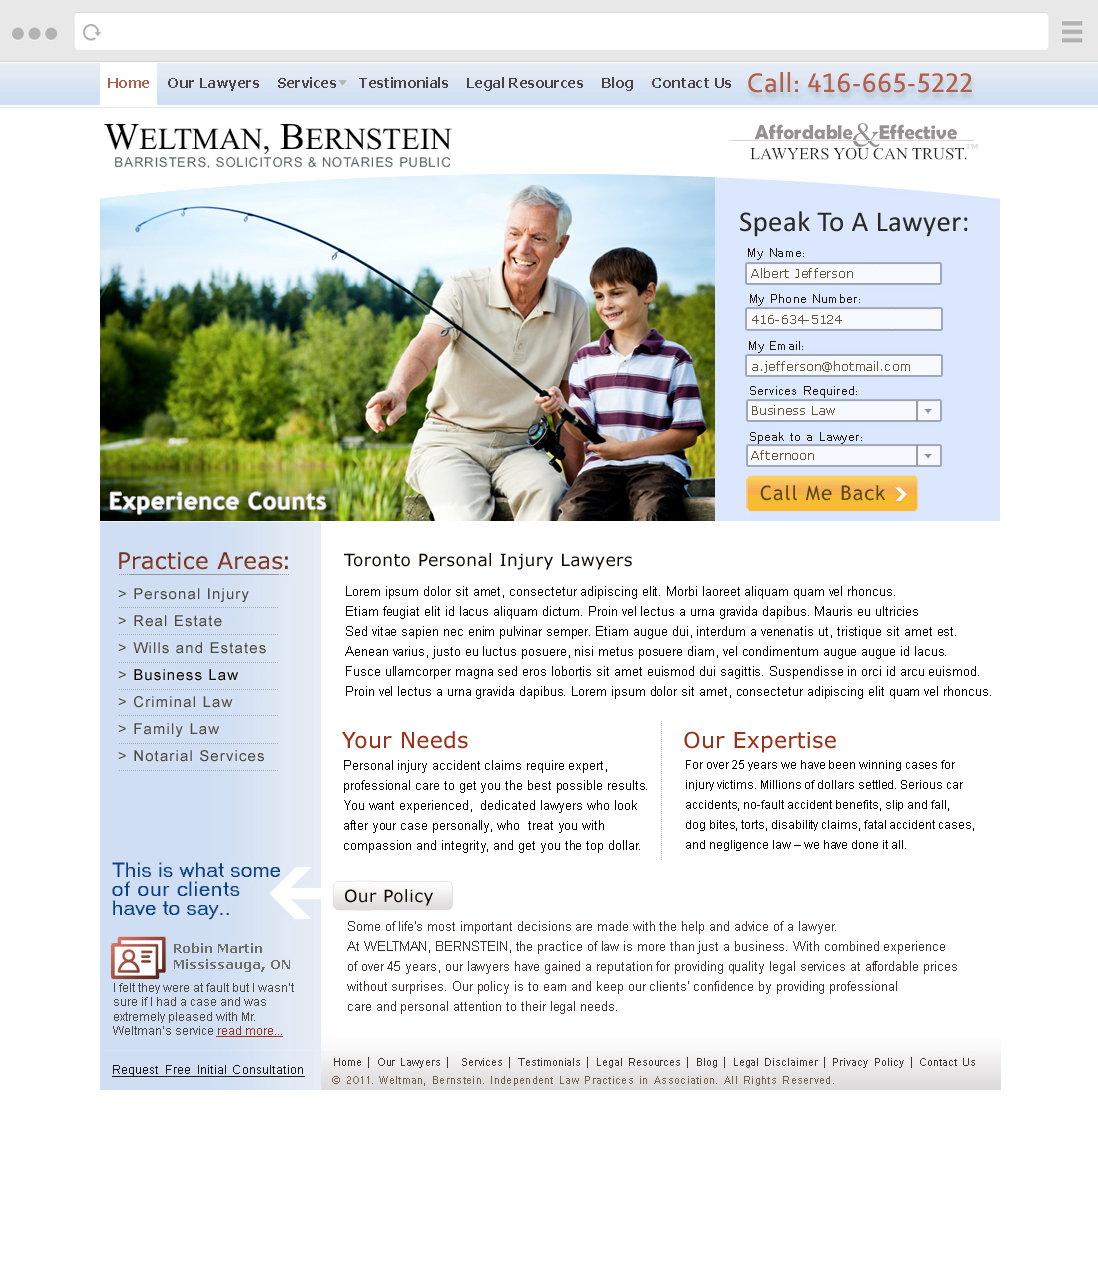 Home Our Lawyers Services Testimonials Legal Resources Blog Contact Us Call: 416-665-5222
WELTMAN, BERNSTEIN
BARRISTERS, SOLICITORS & NOTARIES PUBLIC
Affordable & Effective
LAWYERS YOU CAN TRUST.™
Experience Counts
Speak To A Lawyer:
My Name:
Albert Jefferson
My Phone Number:
416-634-5124
My Email:
a.jefferson@hotmail.com
Services Required:
Business Law
Speak to a Lawyer:
Afternoon
Call Me Back
Practice Areas:
> Personal Injury
> Real Estate
> Wills and Estates
> Business Law
> Criminal Law
> Family Law
> Notarial Services
This is what some
of our clients
have to say..
Robin Martin
Mississauga, ON
I felt they were at fault but I wasn't
sure if I had a case and was
extremely pleased with Mr.
Weltman's service read more...
Request Free Initial Consultation
Toronto Personal Injury Lawyers
Lorem ipsum dolor sit amet, consectetur adipiscing elit. Morbi laoreet aliquam quam vel rhoncus.
Etiam feugiat elit id lacus aliquam dictum. Proin vel lectus a urna gravida dapibus. Mauris eu ultricies
Sed vitae sapien nec enim pulvinar semper. Etiam augue dui, interdum a venenatis ut, tristique sit amet est.
Aenean varius, justo eu luctus posuere, nisi metus posuere diam, vel condimentum augue augue id lacus.
Fusce ullamcorper magna sed eros lobortis sit amet euismod dui sagittis. Suspendisse in orci id arcu euismod.
Proin vel lectus a urna gravida dapibus. Lorem ipsum dolor sit amet, consectetur adipiscing elit quam vel rhoncus.
Your Needs
Personal injury accident claims require expert,
professional care to get you the best possible results.
You want experienced, dedicated lawyers who look
after your case personally, who treat you with
compassion and integrity, and get you the top dollar.
Our Expertise
For over 25 years we have been winning cases for
injury victims. Millions of dollars settled. Serious car
accidents, no-fault accident benefits, slip and fall,
dog bites, torts, disability claims, fatal accident cases,
and negligence law – we have done it all.
Our Policy
Some of life's most important decisions are made with the help and advice of a lawyer.
At WELTMAN, BERNSTEIN, the practice of law is more than just a business. With combined experience
of over 45 years, our lawyers have gained a reputation for providing quality legal services at affordable prices
without surprises. Our policy is to earn and keep our clients' confidence by providing professional
care and personal attention to their legal needs.
Home | Our Lawyers | Services | Testimonials | Legal Resources | Blog | Legal Disclaimer | Privacy Policy | Contact Us
© 2011. Weltman, Bernstein. Independent Law Practices in Association. All Rights Reserved.